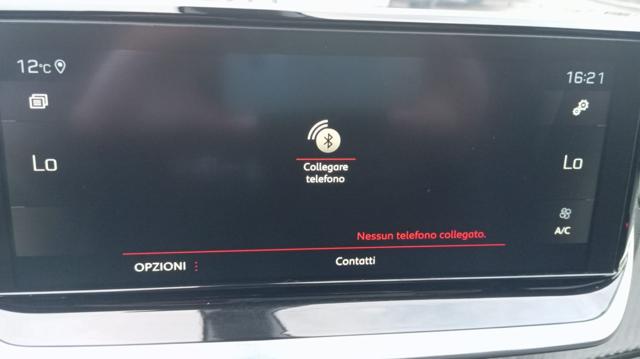 12°C
16:21
Lo
Lo
Collegare
telefono
Nessun telefono collegato.
A/C
OPZIONI
Contatti